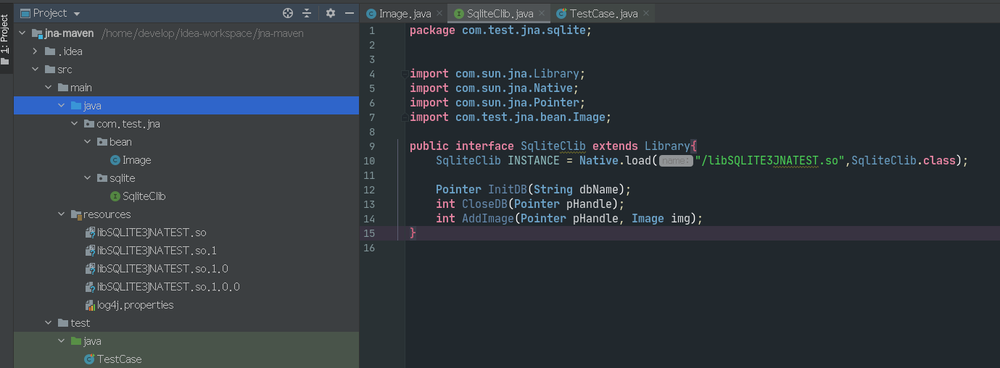 1: Project
Project
jna-maven /home/develop/idea-workspace/jna-maven
.idea
src
main
java
com.test.jna
bean
Image
sqlite
SqliteClib
resources
libSQLITE3JNATEST.so
libSQLITE3JNATEST.so.1
libSQLITE3JNATEST.so.1.0
libSQLITE3JNATEST.so.1.0.0
log4j.properties
test
java
TestCase
Image.java × SqliteClib.java × TestCase.java ×
1 package com.test.jna.sqlite;
2
3
4 import com.sun.jna.Library;
5 import com.sun.jna.Native;
6 import com.sun.jna.Pointer;
7 import com.test.jna.bean.Image;
8
9 public interface SqliteClib extends Library{
10 SqliteClib INSTANCE = Native.load( name: "/libSQLITE3JNATEST.so",SqliteClib.class);
11
12 Pointer InitDB(String dbName);
13 int CloseDB(Pointer pHandle);
14 int AddImage(Pointer pHandle, Image img);
15 }
16